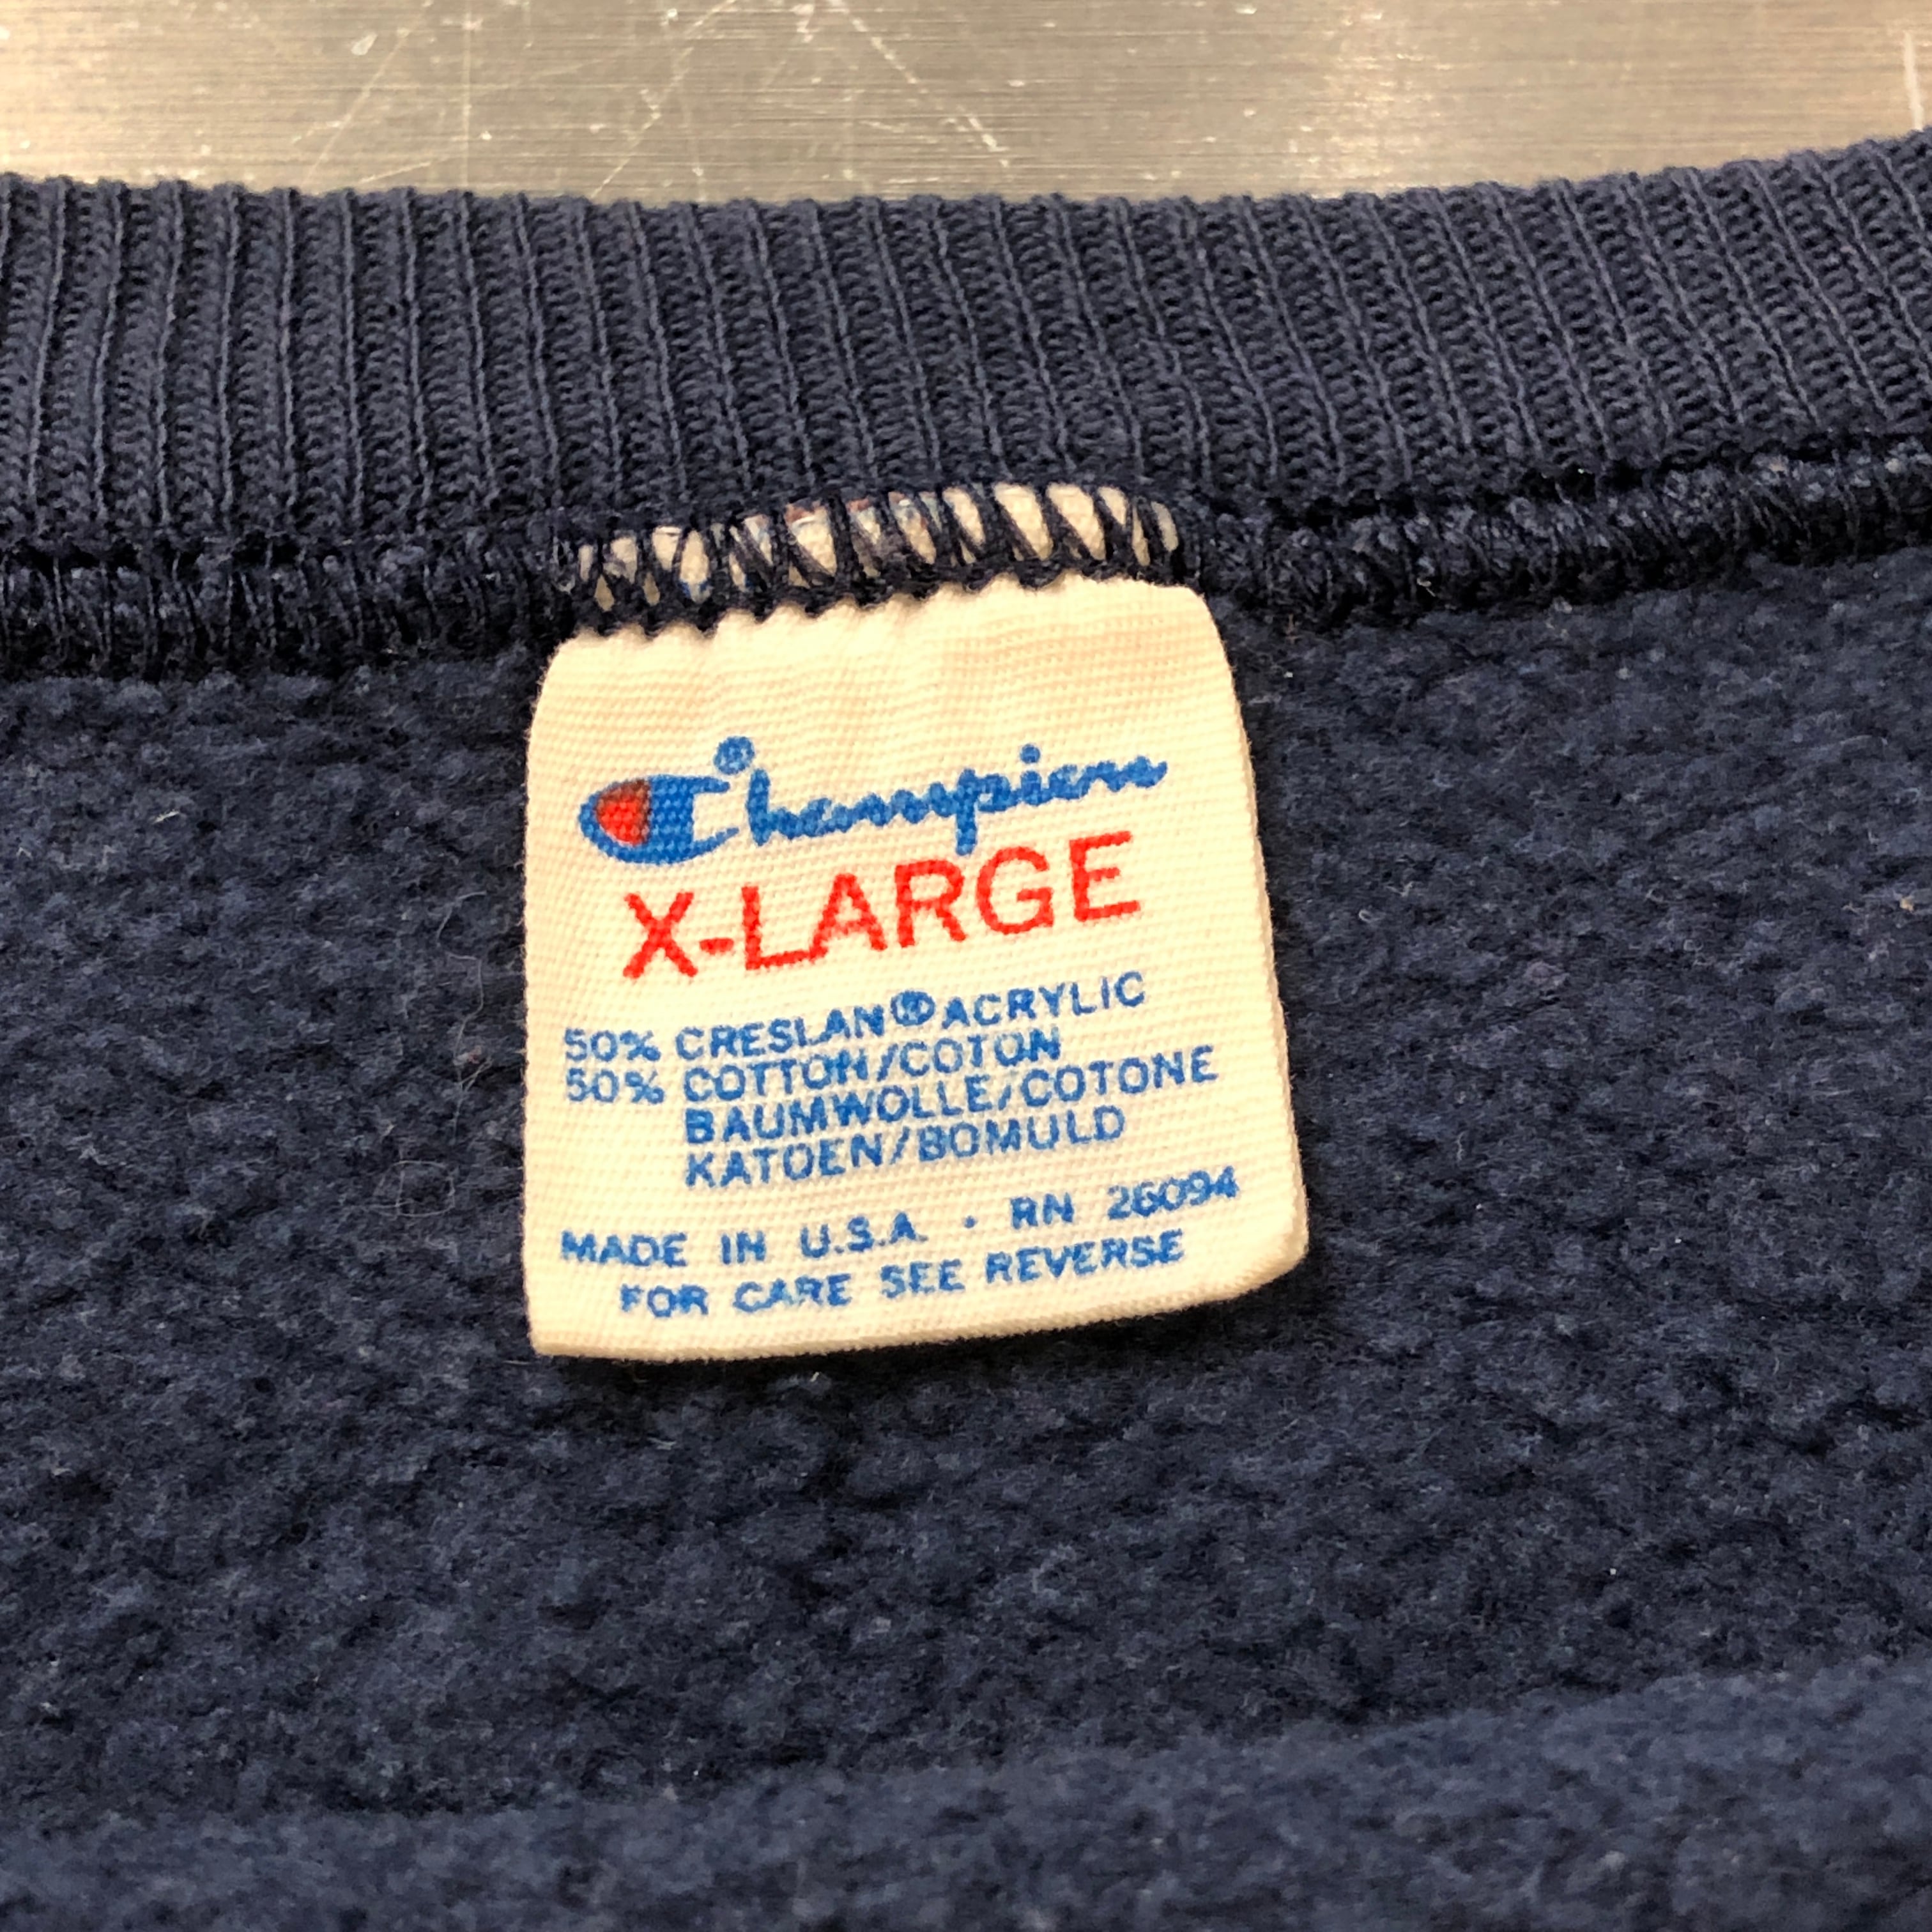 Champion®
X-LARGE
50% CRESLAN® ACRYLIC
50% COTTON/COTON
BAUMWOLLE/COTONE
KATOEN/BOMULD
MADE IN U.S.A. · RN 26094
FOR CARE SEE REVERSE